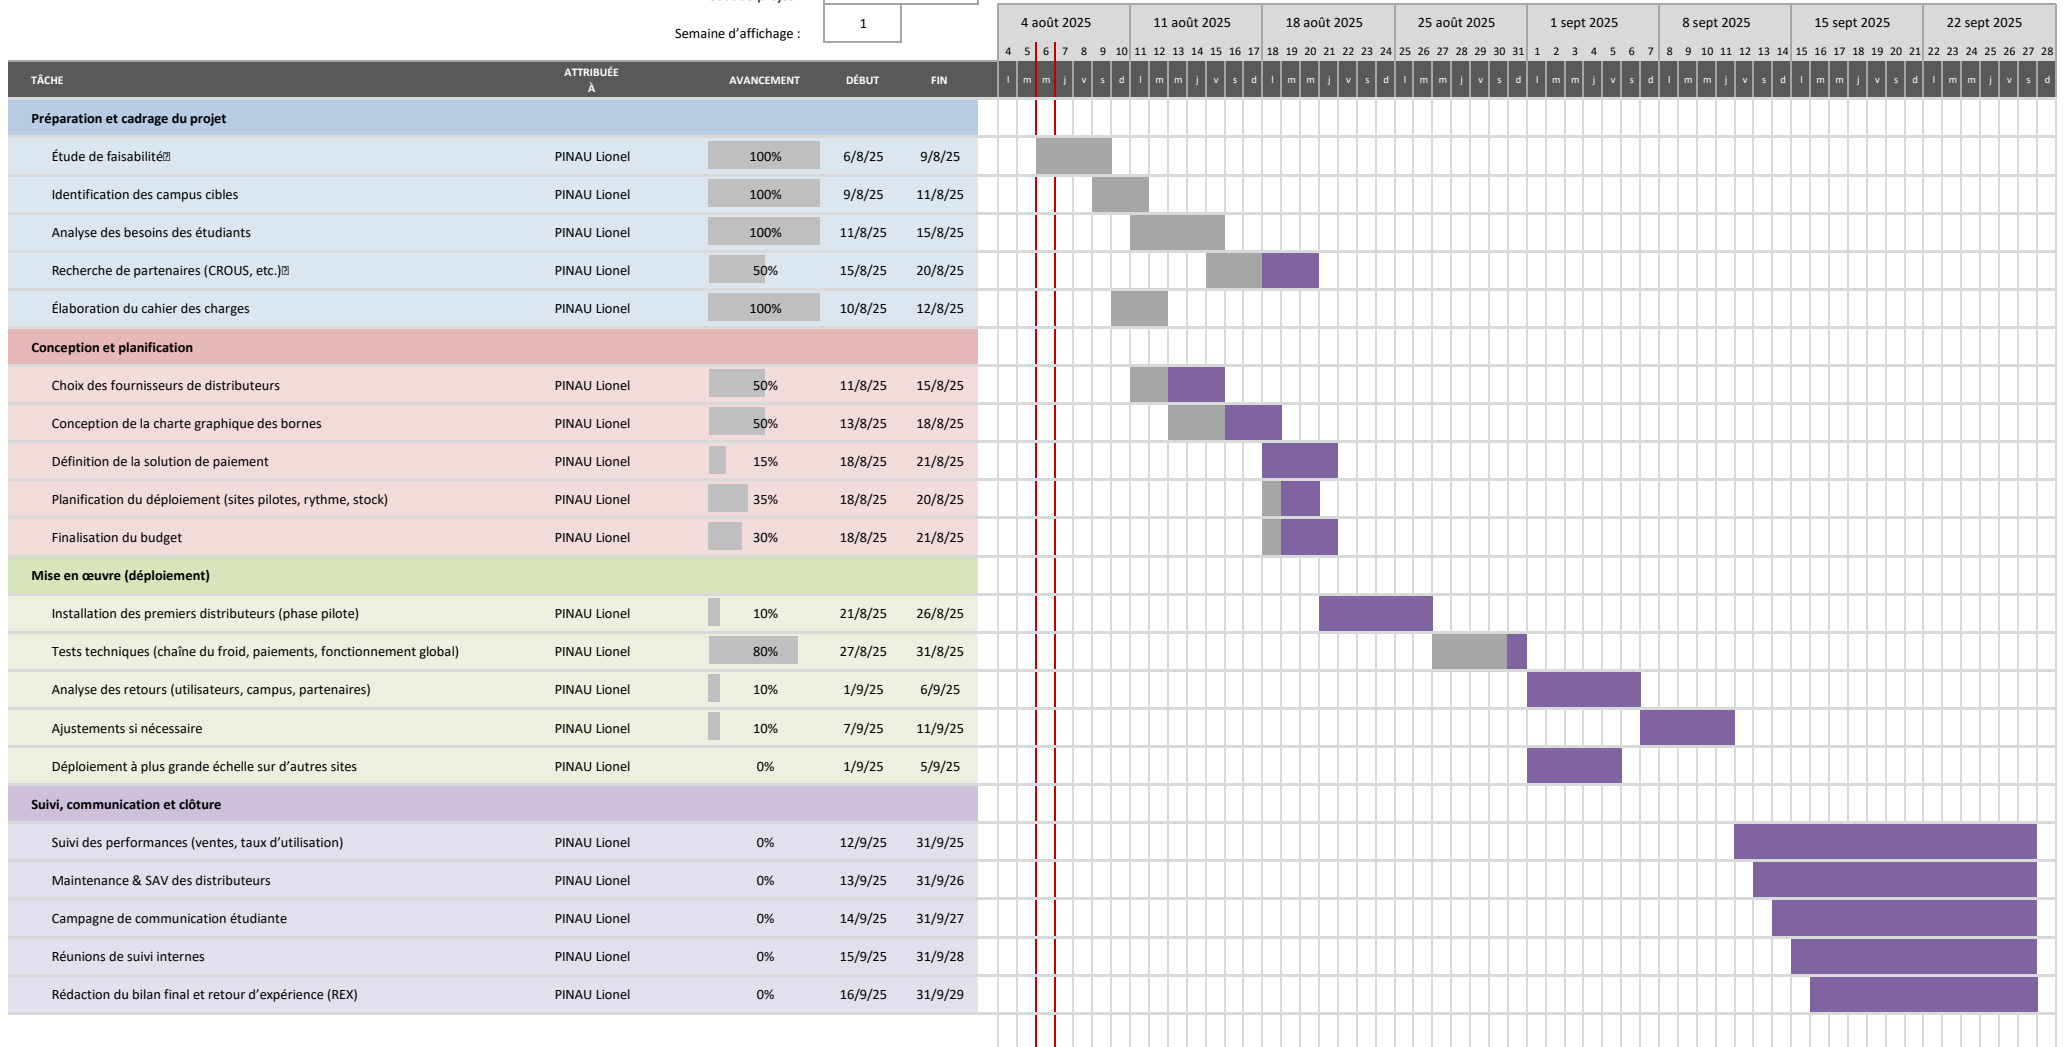 Semaine d'affichage : 1
4 août 2025 11 août 2025 18 août 2025 25 août 2025 1 sept 2025 8 sept 2025 15 sept 2025 22 sept 2025
4 5 6 7 8 9 10 11 12 13 14 15 16 17 18 19 20 21 22 23 24 25 26 27 28 29 30 31 1 2 3 4 5 6 7 8 9 10 11 12 13 14 15 16 17 18 19 20 21 22 23 24 25 26 27 28
TÂCHE ATTRIBUÉE À AVANCEMENT DÉBUT FIN l m m j v s d l m m j v s d l m m j v s d l m m j v s d l m m j v s d l m m j v s d l m m j v s d l m m j v s d
Préparation et cadrage du projet
Étude de faisabilité PINAU Lionel 100% 6/8/25 9/8/25
Identification des campus cibles PINAU Lionel 100% 9/8/25 11/8/25
Analyse des besoins des étudiants PINAU Lionel 100% 11/8/25 15/8/25
Recherche de partenaires (CROUS, etc.) PINAU Lionel 50% 15/8/25 20/8/25
Élaboration du cahier des charges PINAU Lionel 100% 10/8/25 12/8/25
Conception et planification
Choix des fournisseurs de distributeurs PINAU Lionel 50% 11/8/25 15/8/25
Conception de la charte graphique des bornes PINAU Lionel 50% 13/8/25 18/8/25
Définition de la solution de paiement PINAU Lionel 15% 18/8/25 21/8/25
Planification du déploiement (sites pilotes, rythme, stock) PINAU Lionel 35% 18/8/25 20/8/25
Finalisation du budget PINAU Lionel 30% 18/8/25 21/8/25
Mise en œuvre (déploiement)
Installation des premiers distributeurs (phase pilote) PINAU Lionel 10% 21/8/25 26/8/25
Tests techniques (chaîne du froid, paiements, fonctionnement global) PINAU Lionel 80% 27/8/25 31/8/25
Analyse des retours (utilisateurs, campus, partenaires) PINAU Lionel 10% 1/9/25 6/9/25
Ajustements si nécessaire PINAU Lionel 10% 7/9/25 11/9/25
Déploiement à plus grande échelle sur d'autres sites PINAU Lionel 0% 1/9/25 5/9/25
Suivi, communication et clôture
Suivi des performances (ventes, taux d'utilisation) PINAU Lionel 0% 12/9/25 31/9/25
Maintenance & SAV des distributeurs PINAU Lionel 0% 13/9/25 31/9/26
Campagne de communication étudiante PINAU Lionel 0% 14/9/25 31/9/27
Réunions de suivi internes PINAU Lionel 0% 15/9/25 31/9/28
Rédaction du bilan final et retour d'expérience (REX) PINAU Lionel 0% 16/9/25 31/9/29